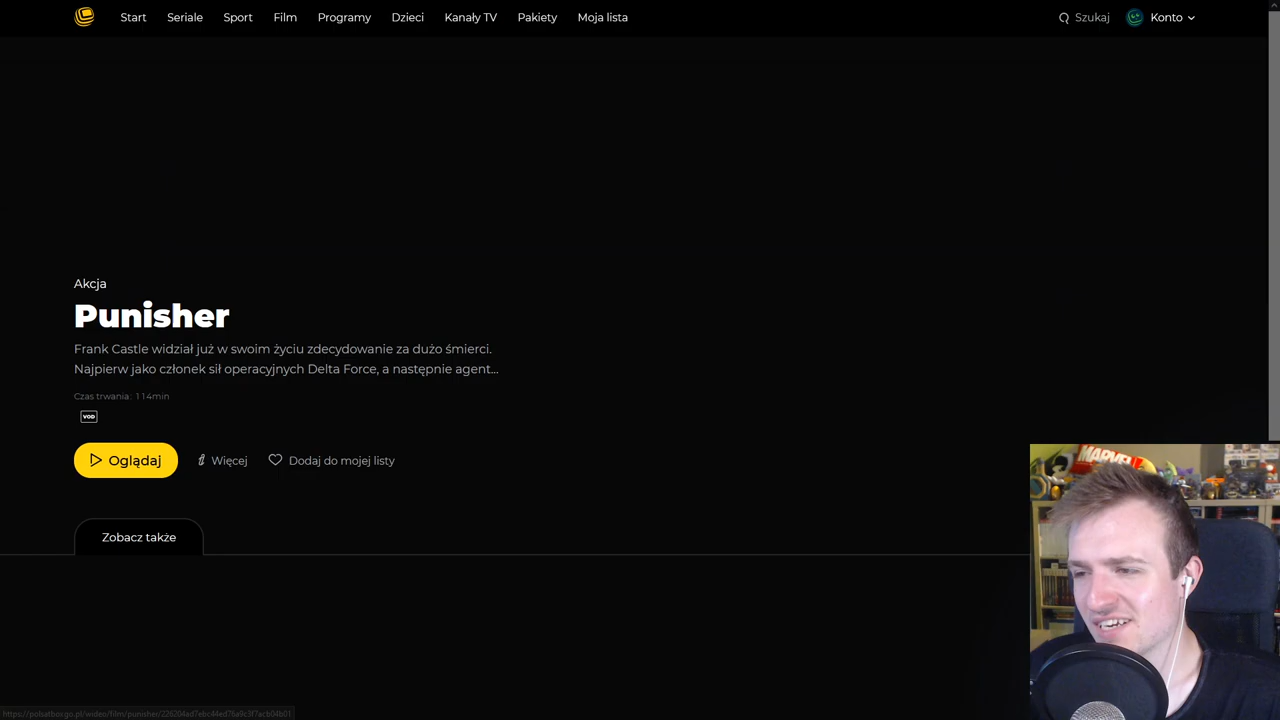 Start Seriale Sport Film Programy Dzieci Kanały TV Pakiety Moja lista Szukaj Konto
Akcja
Punisher
Frank Castle widział już w swoim życiu zdecydowanie za dużo śmierci.
Najpierw jako członek sił operacyjnych Delta Force, a następnie agent...
Czas trwania: 114min
VOD
Oglądaj Więcej Dodaj do mojej listy
MARVEL
Zobacz także